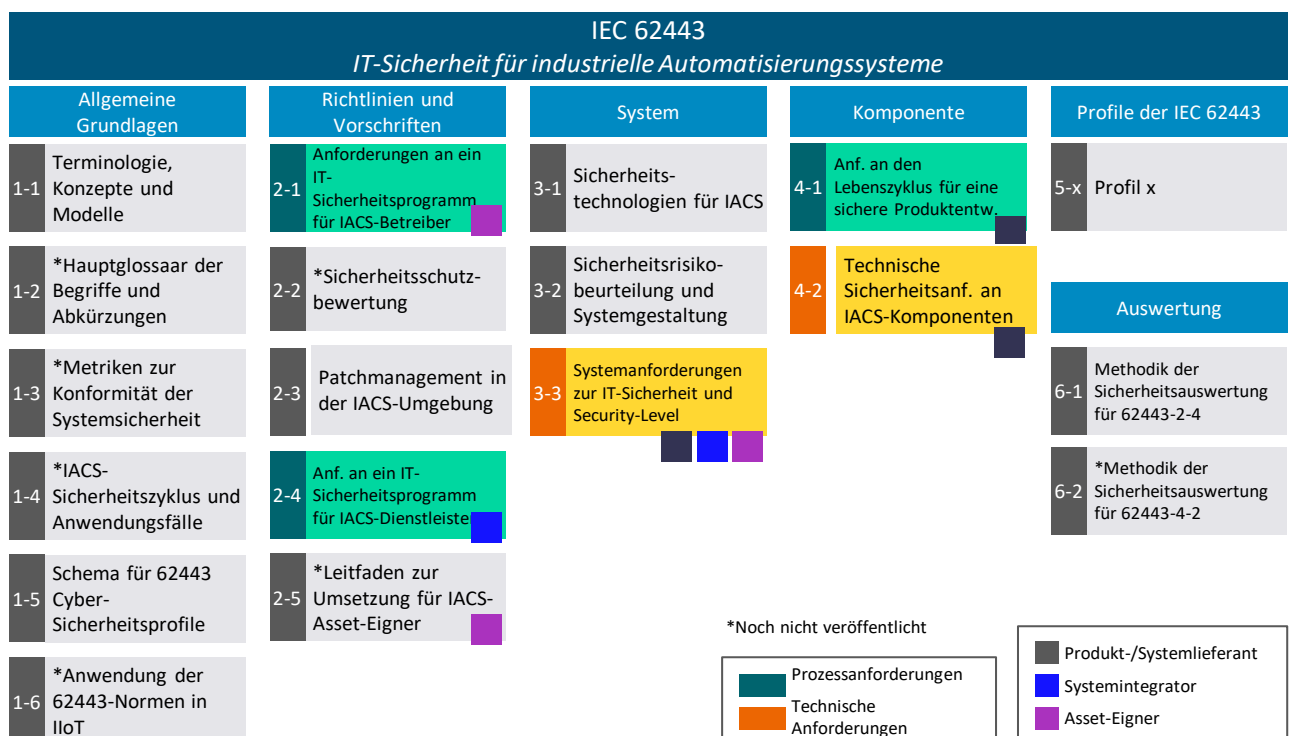 IEC 62443
IT-Sicherheit für industrielle Automatisierungssysteme
Allgemeine
Grundlagen
1-1
Terminologie,
Konzepte und
Modelle
1-2
*Hauptglossaar der
Begriffe und
Abkürzungen
1-3
*Metriken zur
Konformität der
Systemsicherheit
1-4
*IACS-
Sicherheitszyklus und
Anwendungsfälle
1-5
Schema für 62443
Cyber-
Sicherheitsprofile
1-6
*Anwendung der
62443-Normen in
IIoT
Richtlinien und
Vorschriften
2-1
Anforderungen an ein
IT-
Sicherheitsprogramm
für IACS-Betreiber
2-2
*Sicherheitsschutz-
bewertung
2-3
Patchmanagement in
der IACS-Umgebung
2-4
Anf. an ein IT-
Sicherheitsprogramm
für IACS-Dienstleiste
2-5
*Leitfaden zur
Umsetzung für IACS-
Asset-Eigner
System
3-1
Sicherheits-
technologien für IACS
3-2
Sicherheitsrisiko-
beurteilung und
Systemgestaltung
3-3
Systemanforderungen
zur IT-Sicherheit und
Security-Level
Komponente
4-1
Anf. an den
Lebenszyklus für eine
sichere Produktentw.
4-2
Technische
Sicherheitsanf. an
IACS-Komponenten
Profile der IEC 62443
5-x
Profil x
Auswertung
6-1
Methodik der
Sicherheitsauswertung
für 62443-2-4
6-2
*Methodik der
Sicherheitsauswertung
für 62443-4-2
*Noch nicht veröffentlicht
Prozessanforderungen
Technische
Anforderungen
Produkt-/Systemlieferant
Systemintegrator
Asset-Eigner